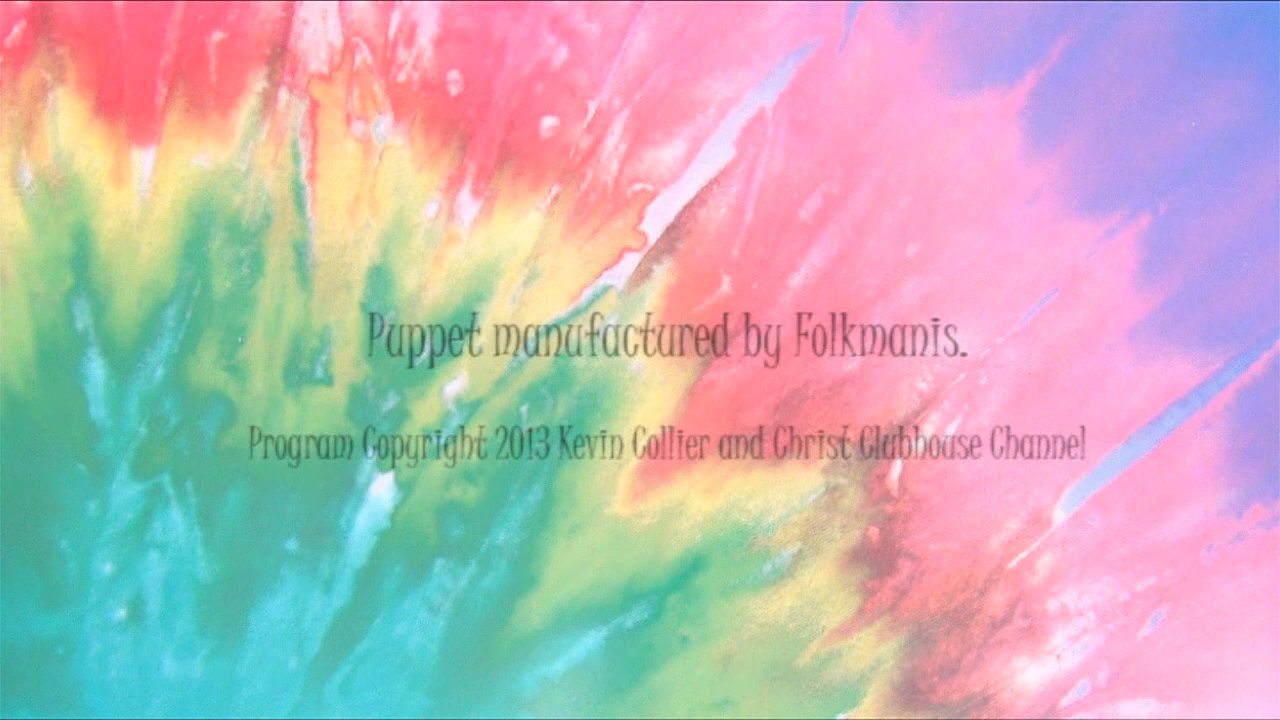 Puppet manufactured by Folkmanis.
Program Copyright 2013 Kevin Collier and Christ Clubhouse Channel